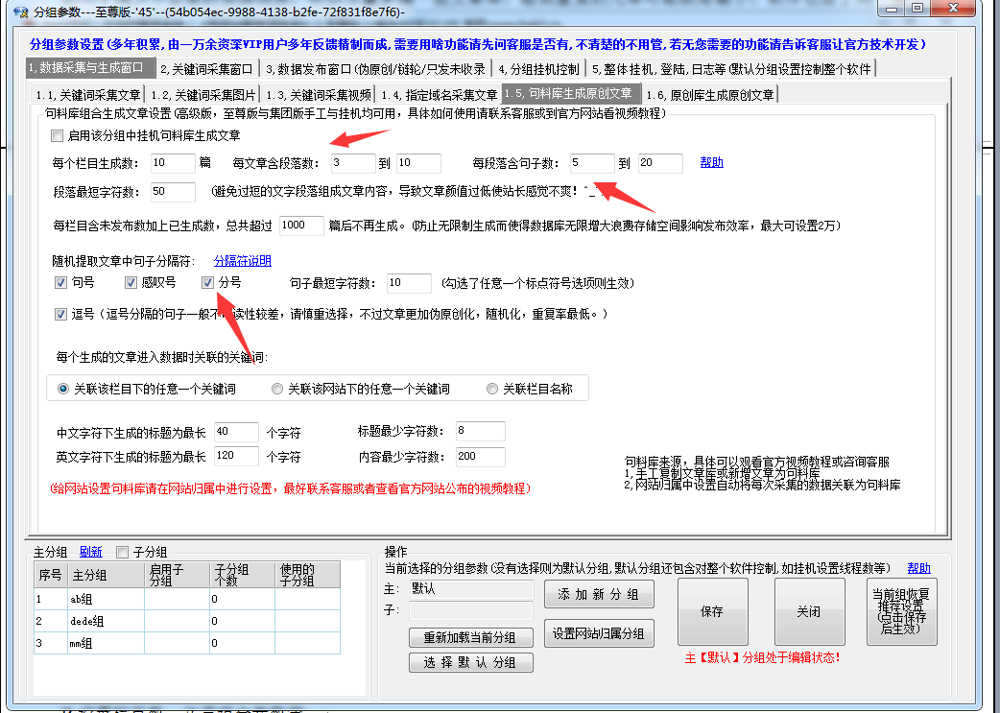 分组参数---至尊版-'45'--(54b054ec-9988-4138-b2fe-72f831f8e7f6)-
分组参数设置(多年积累,由一万余资深VIP用户多年反馈精制而成,需要用啥功能请先问客服是否有,不清楚的不用管,若无您需要的功能请告诉客服让官方技术开发)
1,数据采集与生成窗口 2,关键词采集窗口 3,数据发布窗口(伪原创/链轮/只发未收录 4,分组挂机控制 5,整体挂机,登陆,日志等(默认分组设置控制整个软件
1.1,关键词采集文章 1.2,关键词采集图片 1.3,关键词采集视频 1.4,指定域名采集文章 1.5,句料库生成原创文章 1.6,原创库生成原创文章
句料库组合生成文章设置(高级版，至尊版与集团版手工与挂机均可用，具体如何使用请联系客服或到官方网站看视频教程)
启用该分组中挂机句料库生成文章
每个栏目生成数: 10 篇 每文章含段落数: 3 到 10 每段落含句子数: 5 到 20 帮助
段落最短字符数: 50 (避免过短的文字段落组成文章内容，导致文章颜值过低使站长感觉不爽！^_^
每栏目含未发布数加上已生成数，总共超过 1000 篇后不再生成。(防止无限制生成而使得数据库无限增大浪费存储空间影响发布效率，最大可设置2万)
随机提取文章中句子分隔符: 分隔符说明
句号 感叹号 分号 句子最短字符数: 10 (勾选了任意一个标点符号选项则生效)
逗号(逗号分隔的句子一般不 读性较差，请慎重选择，不过文章更加伪原创化，随机化，重复率最低。)
每个生成的文章进入数据时关联的关键词:
关联该栏目下的任意一个关键词 关联该网站下的任意一个关键词 关联栏目名称
中文字符下生成的标题为最长 40 个字符 标题最少字符数: 8
英文字符下生成的标题为最长 120 个字符 内容最少字符数: 200
句料库来源，具体可以观看官方视频教程或咨询客服
1,手工复制文章库或新增文章为句料库
2,网站归属中设置自动将每次采集的数据关联为句料库
(给网站设置句料库请在网站归属中进行设置，最好联系客服或者查看官方网站公布的视频教程)
主分组 刷新 子分组
序号 主分组 启用子分组 子分组个数 使用的子分组
1 ab组 0
2 dede组 0
3 mm组 0
操作
当前选择的分组参数(没有选择则为默认分组,默认分组还包含对整个软件控制,如挂机设置线程数等) 帮助
主: 默认
子:
添加新分组
重新加载当前分组
设置网站归属分组
选择默认分组
保存
关闭
当前组恢复
推荐设置
(点击保存
后生效)
主【默认】分组处于编辑状态!